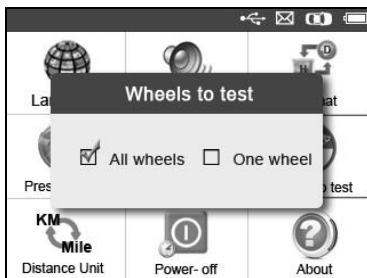 Wheels to test
All wheels One wheel
KM
Mile
Distance Unit Power- off About